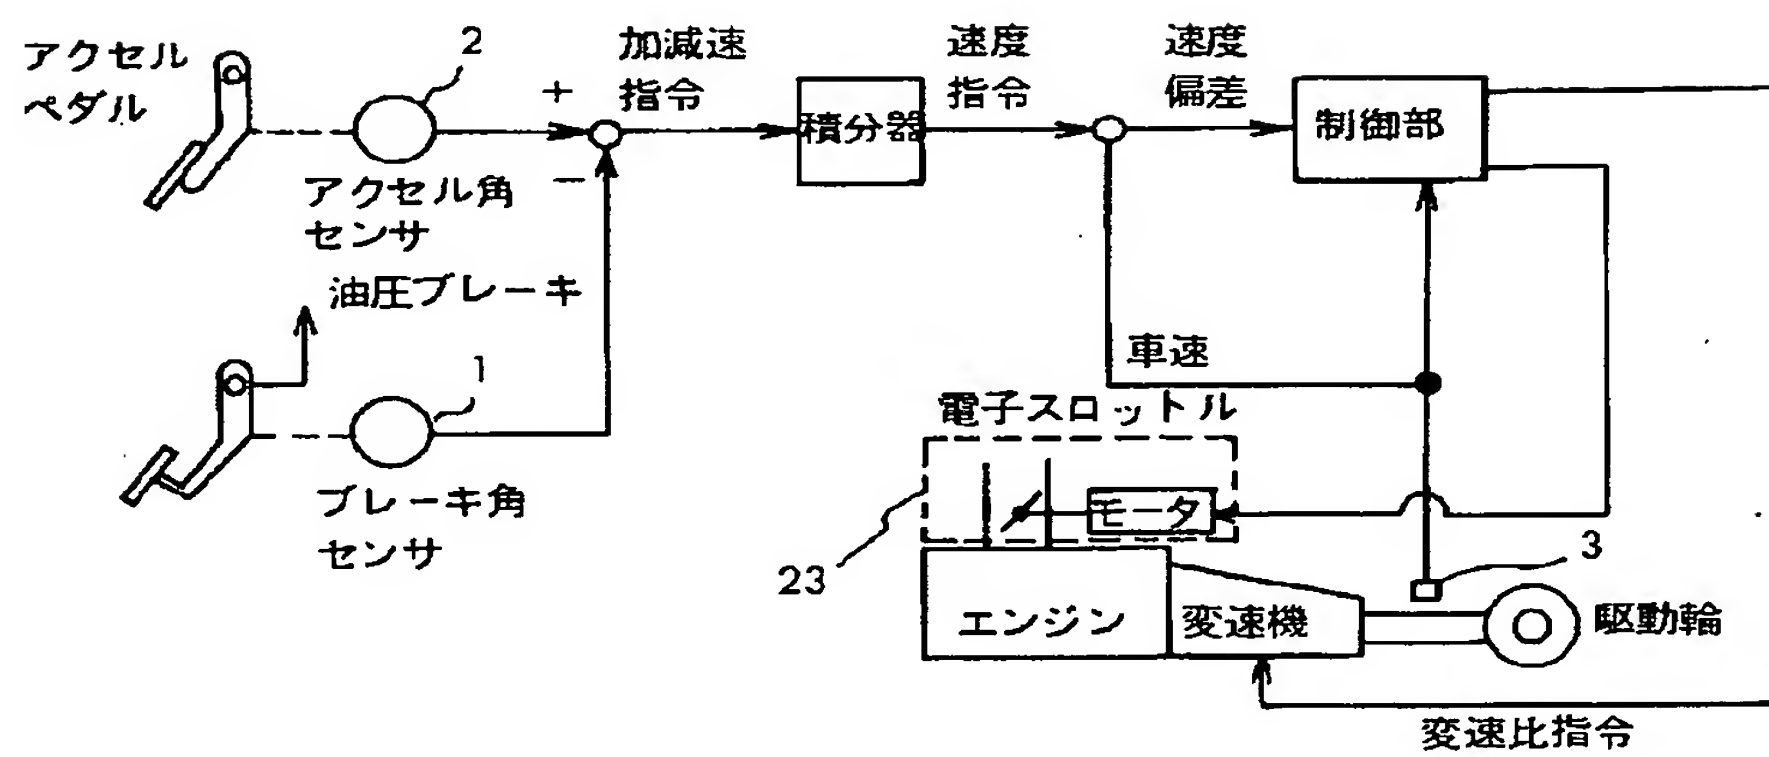 アクセル
ペダル
2
+
加減速
指令
積分器
速度
指令
速度
偏差
制御部
−
アクセル角
センサ
油圧ブレーキ
1
ブレーキ角
センサ
車速
電子スロットル
モータ
23
3
エンジン
変速機
駆動輪
変速比指令